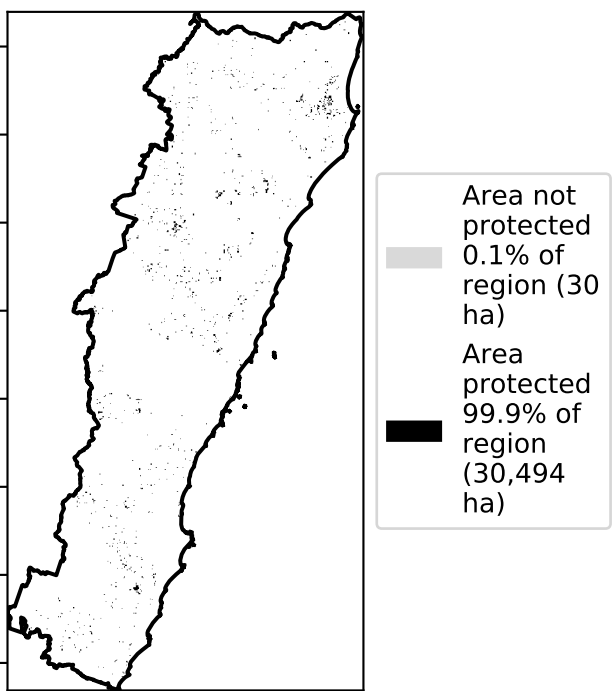 Area not
protected
0.1% of
region (30
ha)
Area
protected
99.9% of
region
(30,494
ha)